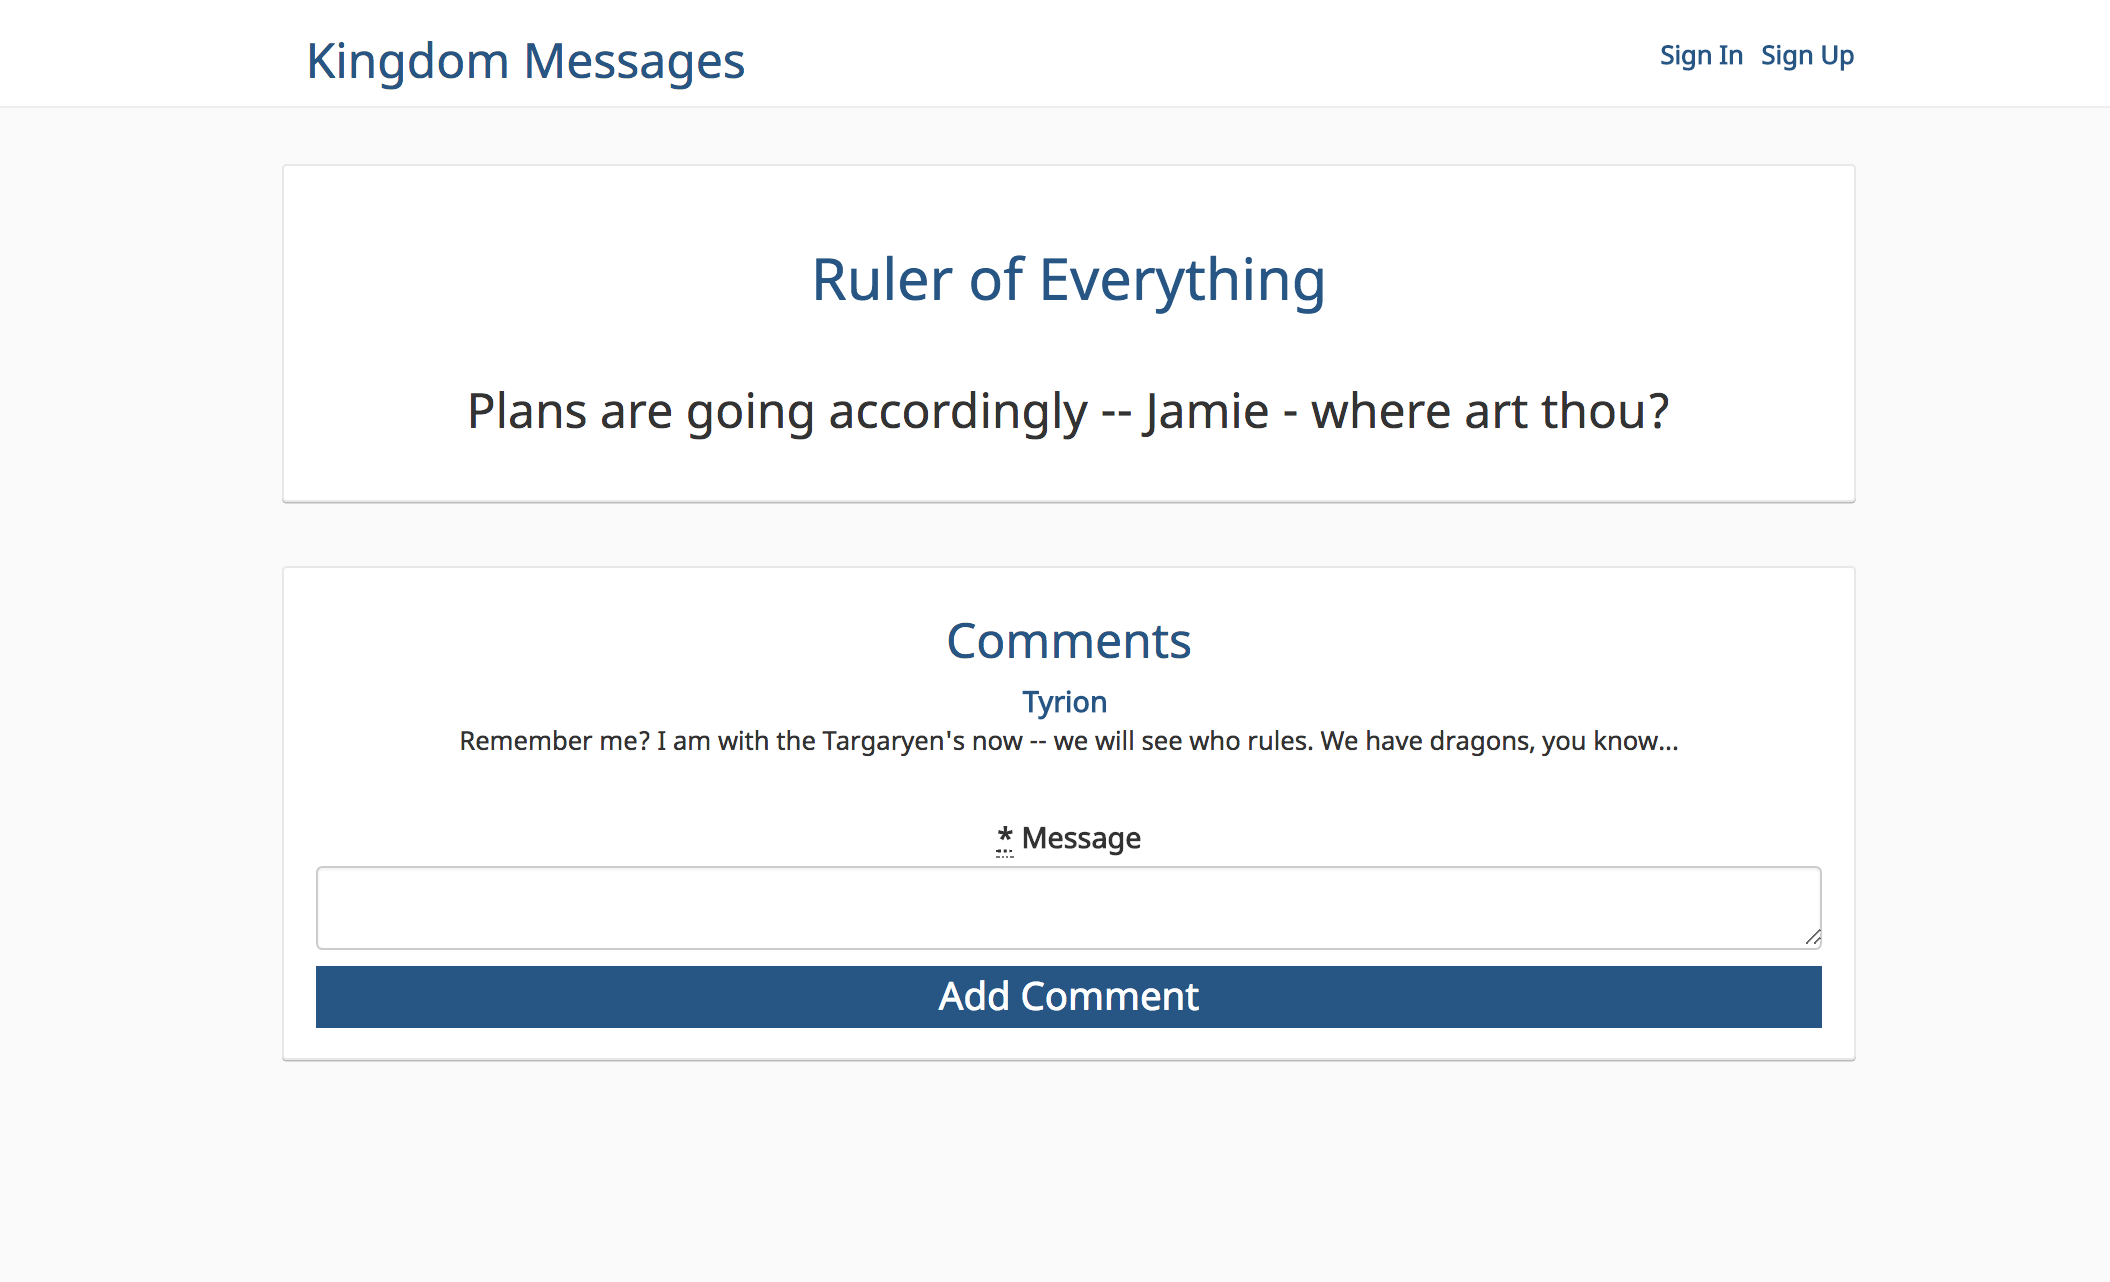 Kingdom Messages
Sign In Sign Up
Ruler of Everything
Plans are going accordingly -- Jamie - where art thou?
Comments
Tyrion
Remember me? I am with the Targaryen's now -- we will see who rules. We have dragons, you know...
* Message
Add Comment